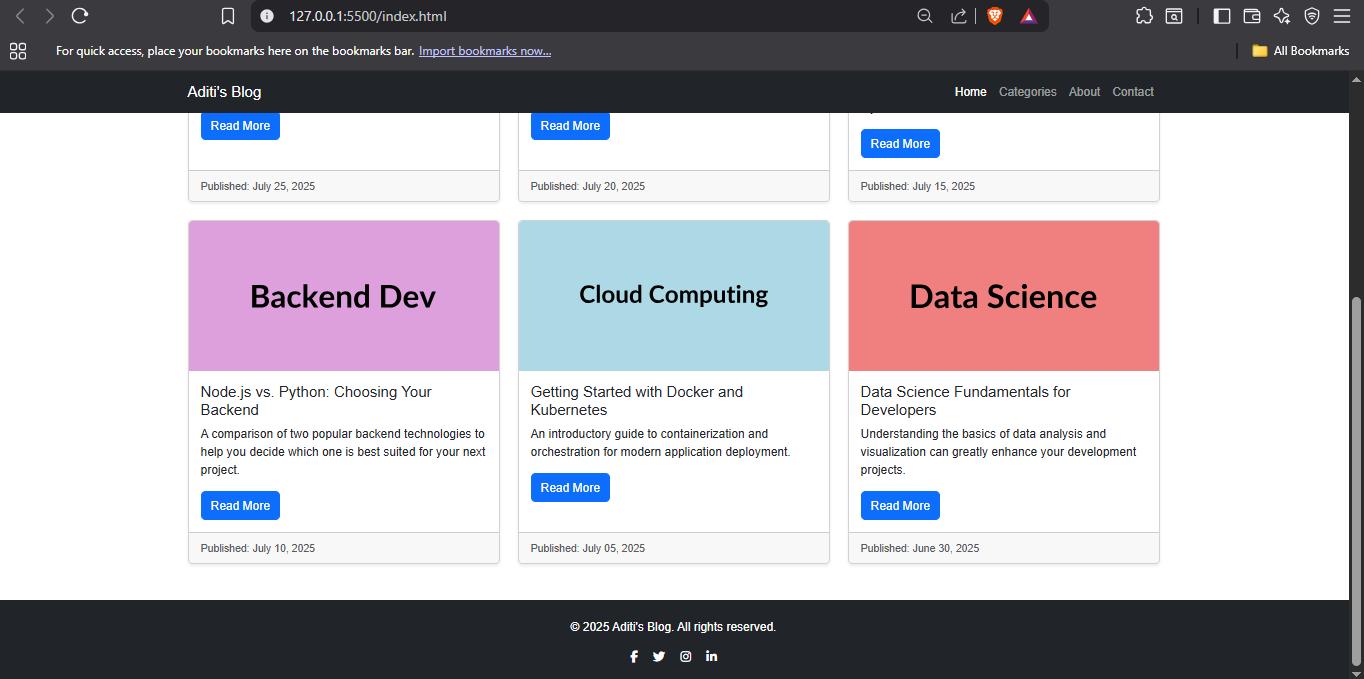 127.0.0.1:5500/index.html
For quick access, place your bookmarks here on the bookmarks bar. Import bookmarks now...
All Bookmarks
Aditi's Blog
Home Categories About Contact
Read More
Read More
Read More
Published: July 25, 2025
Published: July 20, 2025
Published: July 15, 2025
Backend Dev
Node.js vs. Python: Choosing Your
Backend
A comparison of two popular backend technologies to
help you decide which one is best suited for your next
project.
Read More
Published: July 10, 2025
Cloud Computing
Getting Started with Docker and
Kubernetes
An introductory guide to containerization and
orchestration for modern application deployment.
Read More
Published: July 05, 2025
Data Science
Data Science Fundamentals for
Developers
Understanding the basics of data analysis and
visualization can greatly enhance your development
projects.
Read More
Published: June 30, 2025
© 2025 Aditi's Blog. All rights reserved.